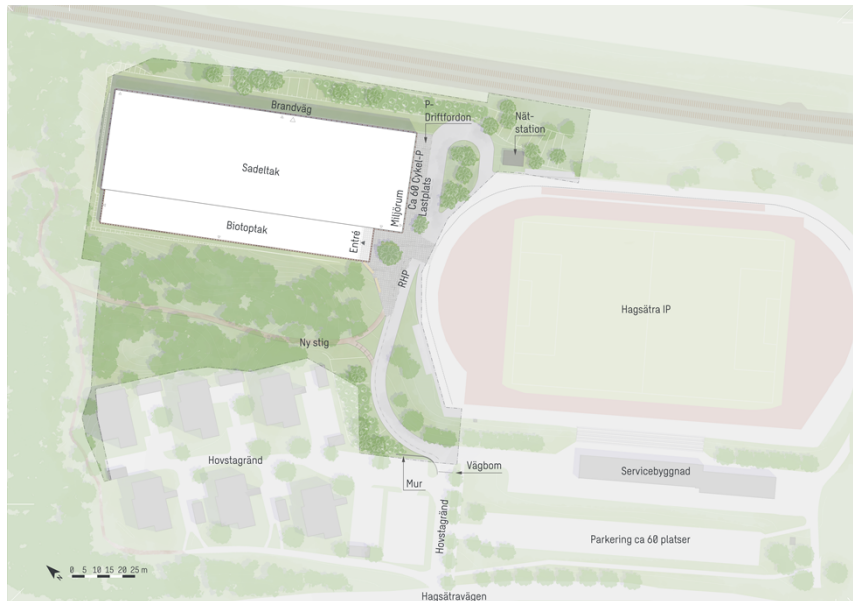 Brandväg
P-
Driftfordon
Nät-
station
Sadeltak
Ca 60 Cykel-P
Lastplats
Miljörum
Biotoptak
Entré
RHP
Hagsätra IP
Ny stig
Hovstagränd
Vägbom
Servicebyggnad
Mur
Hovstagränd
Parkering ca 60 platser
N
0 5 10 15 20 25 m
Hagsätravägen